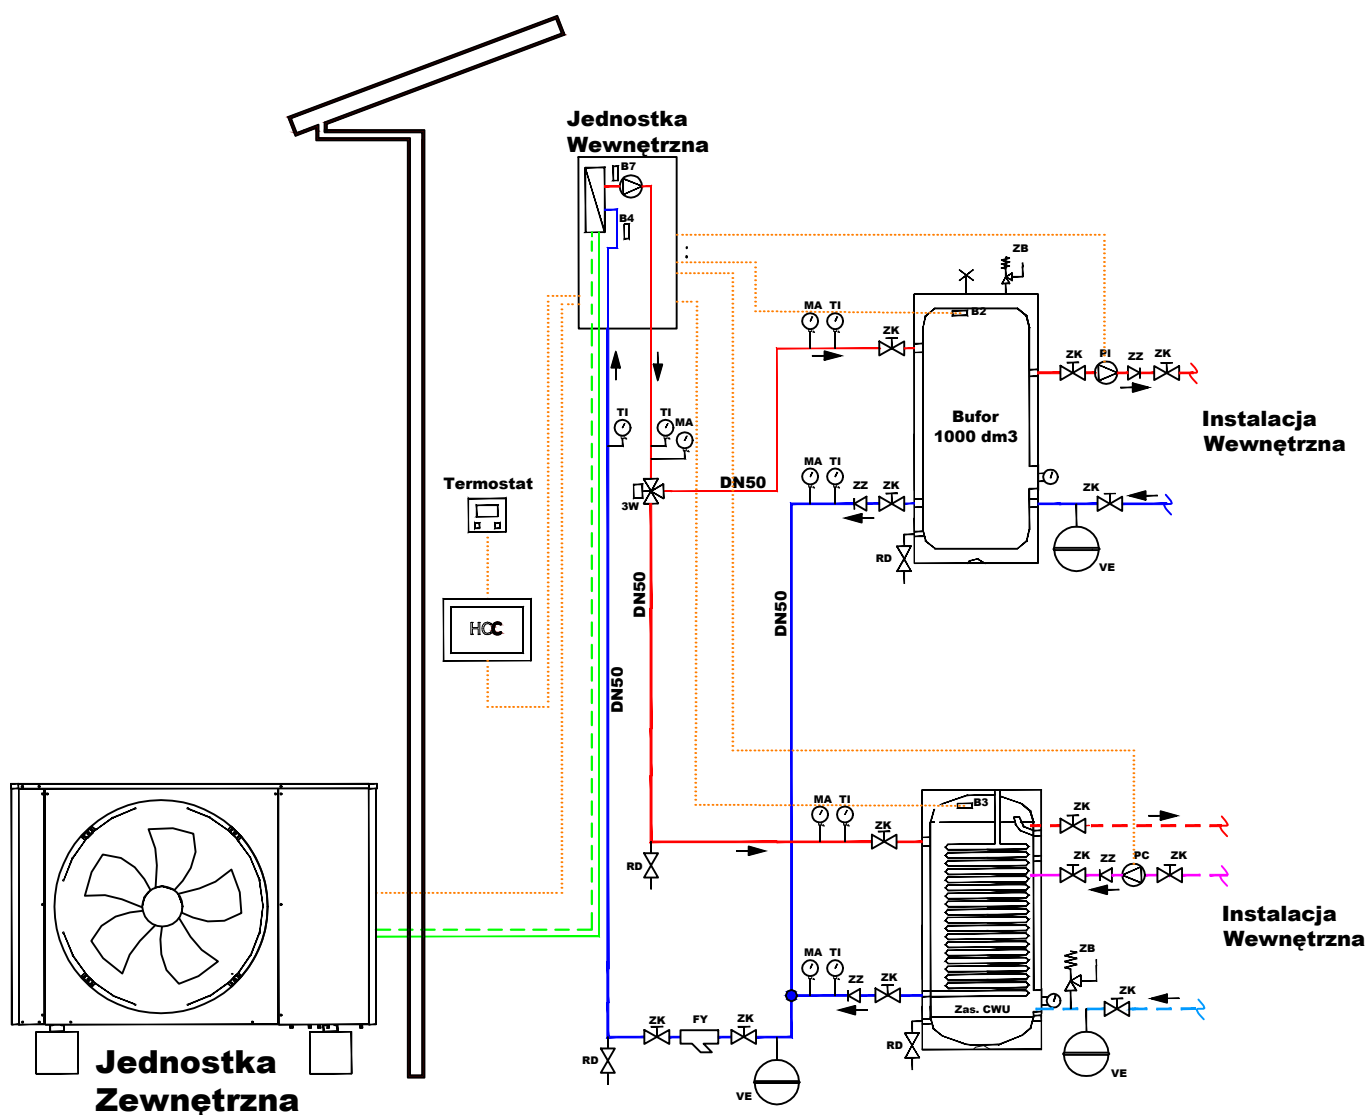 Jednostka
Wewnętrzna
B7
B4
ZB
MA TI
B2
ZK
ZK PI ZZ ZK
TI
TI
MA
Bufor
1000 dm3
Instalacja
Wewnętrzna
MA TI
ZZ ZK
DN50
3W
ZK
Termostat
RD
VE
DN50
DN50
HCC
DN50
MA TI
B3
ZK
ZK
RD
ZK ZZ PC ZK
Instalacja
Wewnętrzna
MA TI
ZZ ZK
ZB
ZK
Zas. CWU
ZK FY ZK
RD
RD
VE
VE
Jednostka
Zewnętrzna